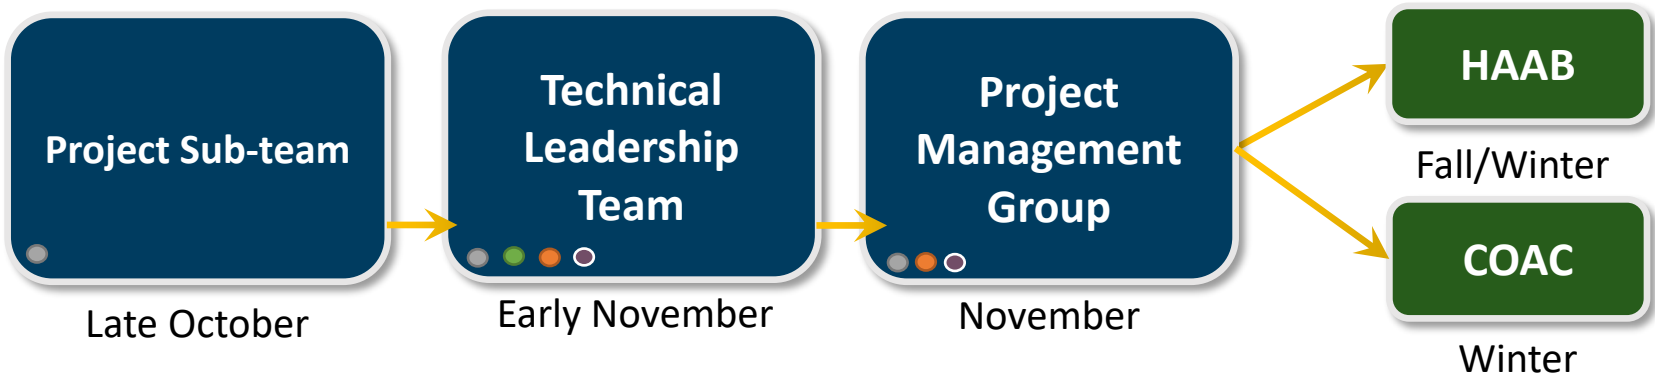 Project Sub-team
Late October
Technical
Leadership
Team
Early November
Project
Management
Group
November
HAAB
Fall/Winter
COAC
Winter